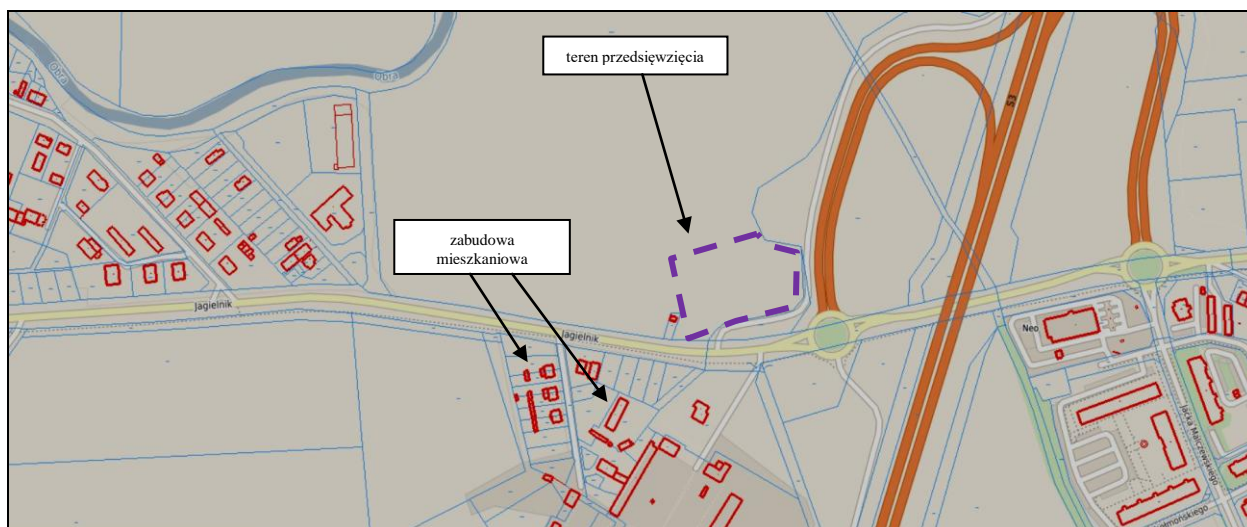 teren przedsięwzięcia
Obra
Obra
S3
zabudowa
mieszkaniowa
Jagielnik
Jagielnik
Neo
Jacka Malczewskiego